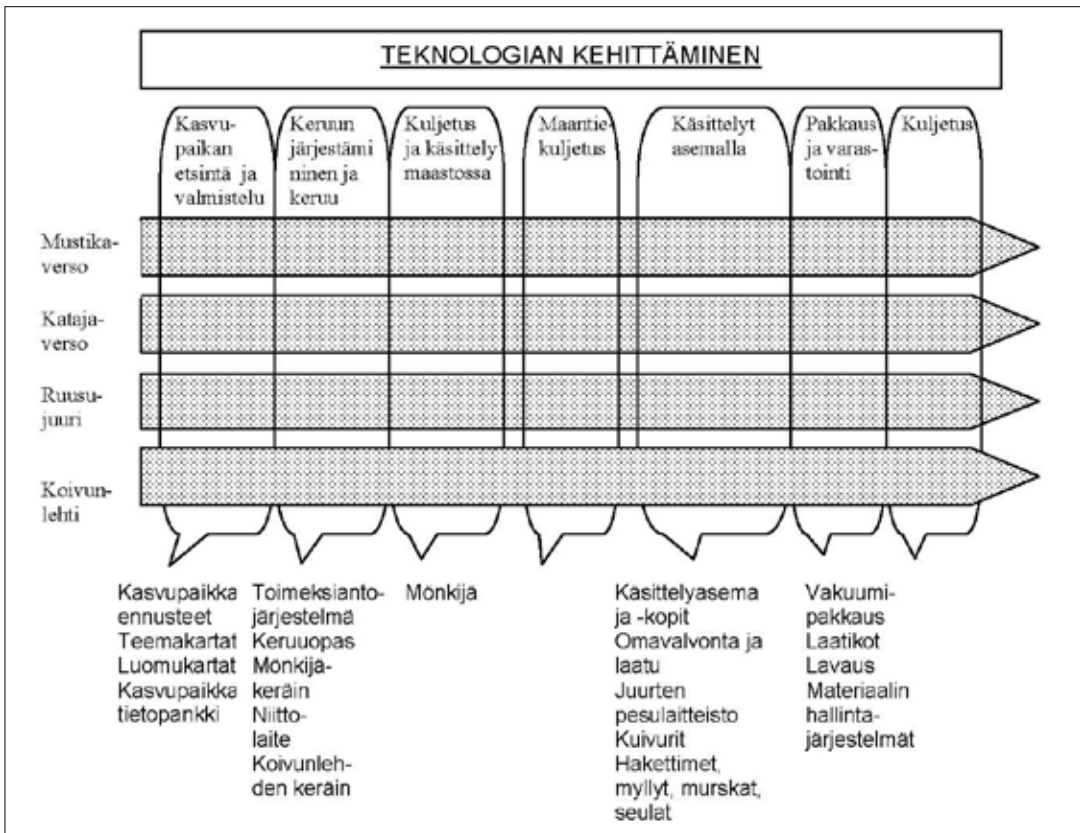 TEKNOLOGIAN KEHITTÄMINEN
Kasvu-
paikan
etsintä ja
valmistelu
Keruun
järjestämi
ninen ja
keruu
Kuljetus
ja käsittely
maastossa
Maantie-
kuljetus
Käsittelyt
asemalla
Pakkaus
ja varas-
tointi
Kuljetus
Mustika-
verso
Kataja-
verso
Ruusu-
juuri
Koivun-
lehti
Kasvupaikka
ennusteet
Teemakartat
Luomukartat
Kasvupaikka
tietopankki
Toimeksianto-
järjestelmä
Keruuopas
Mönkijä-
keräin
Niitto-
laite
Koivunleh-
den keräin
Mönkijä
Käsittelyasema
ja -kopit
Omavalvonta ja
laatu
Juurten
pesulaitteisto
Kuivurit
Hakettimet,
myllyt, murskat,
seulat
Vakuumi-
pakkaus
Laatikot
Lavaus
Materiaalin
hallinta-
järjestelmät